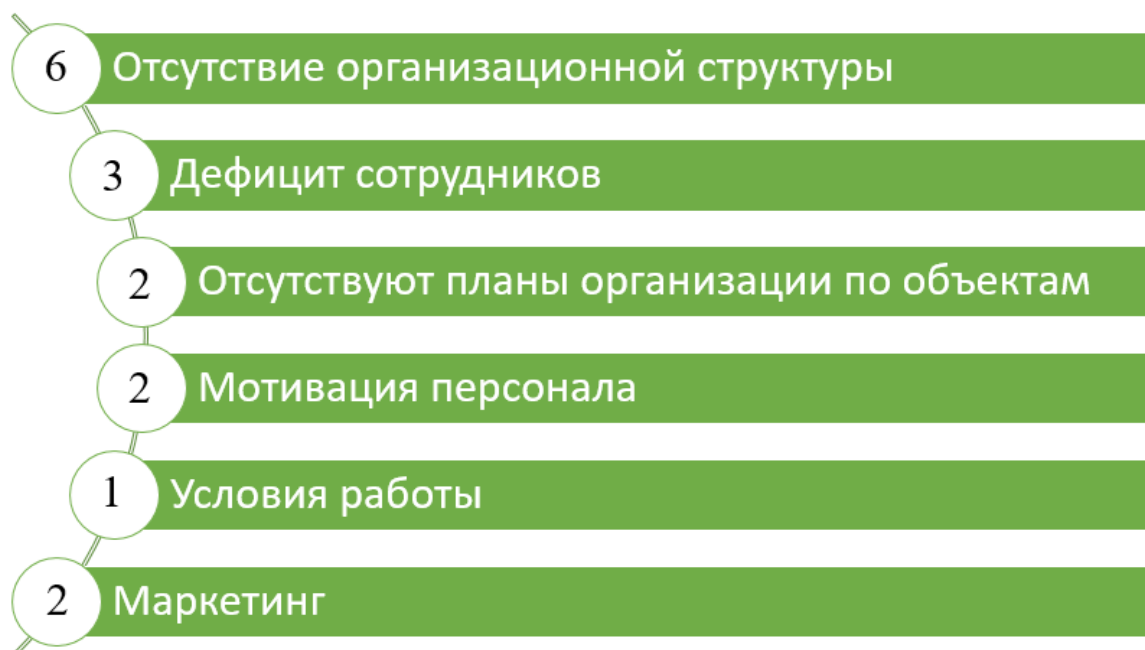 6 Отсутствие организационной структуры
3 Дефицит сотрудников
2 Отсутствуют планы организации по объектам
2 Мотивация персонала
1 Условия работы
2 Маркетинг